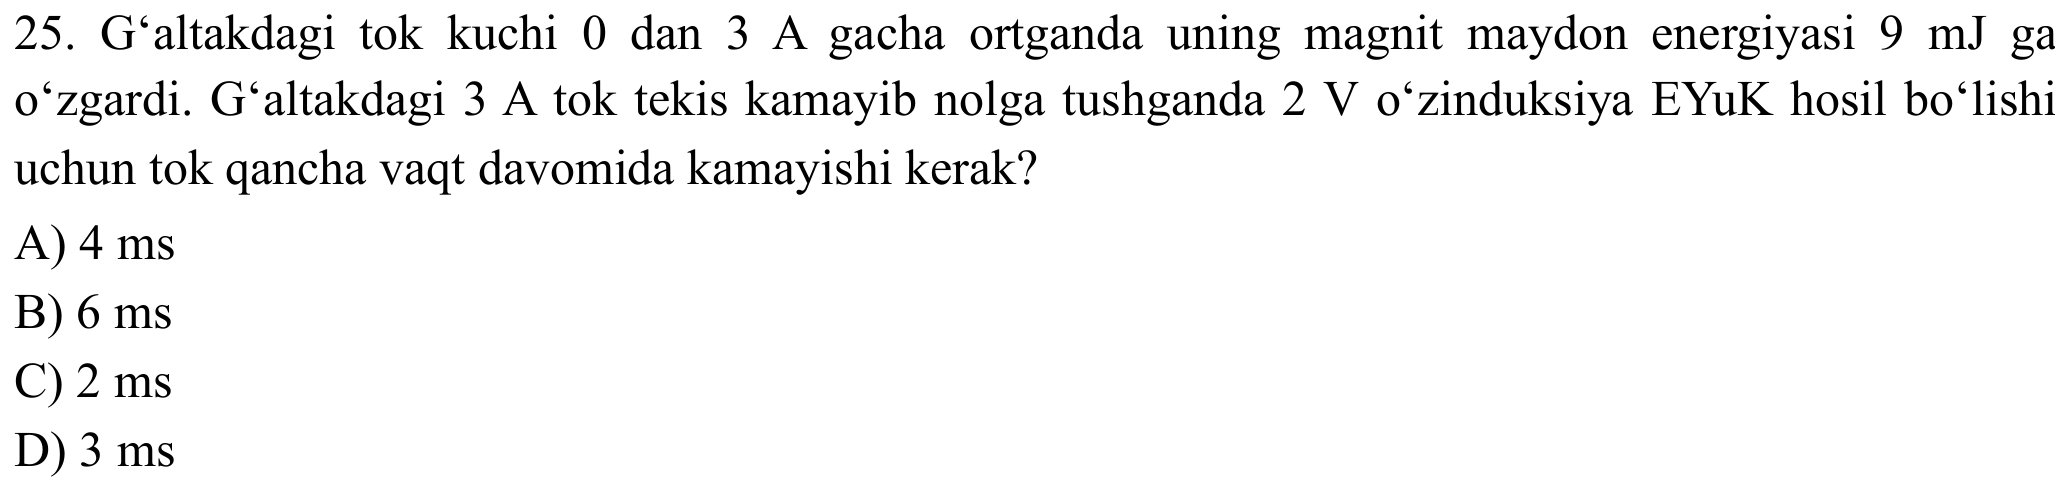 25. G‘altakdagi tok kuchi 0 dan 3 A gacha ortganda uning magnit maydon energiyasi 9 mJ ga
o‘zgardi. G‘altakdagi 3 A tok tekis kamayib nolga tushganda 2 V o‘zinduksiya EYuK hosil bo‘lishi
uchun tok qancha vaqt davomida kamayishi kerak?
A) 4 ms
B) 6 ms
C) 2 ms
D) 3 ms